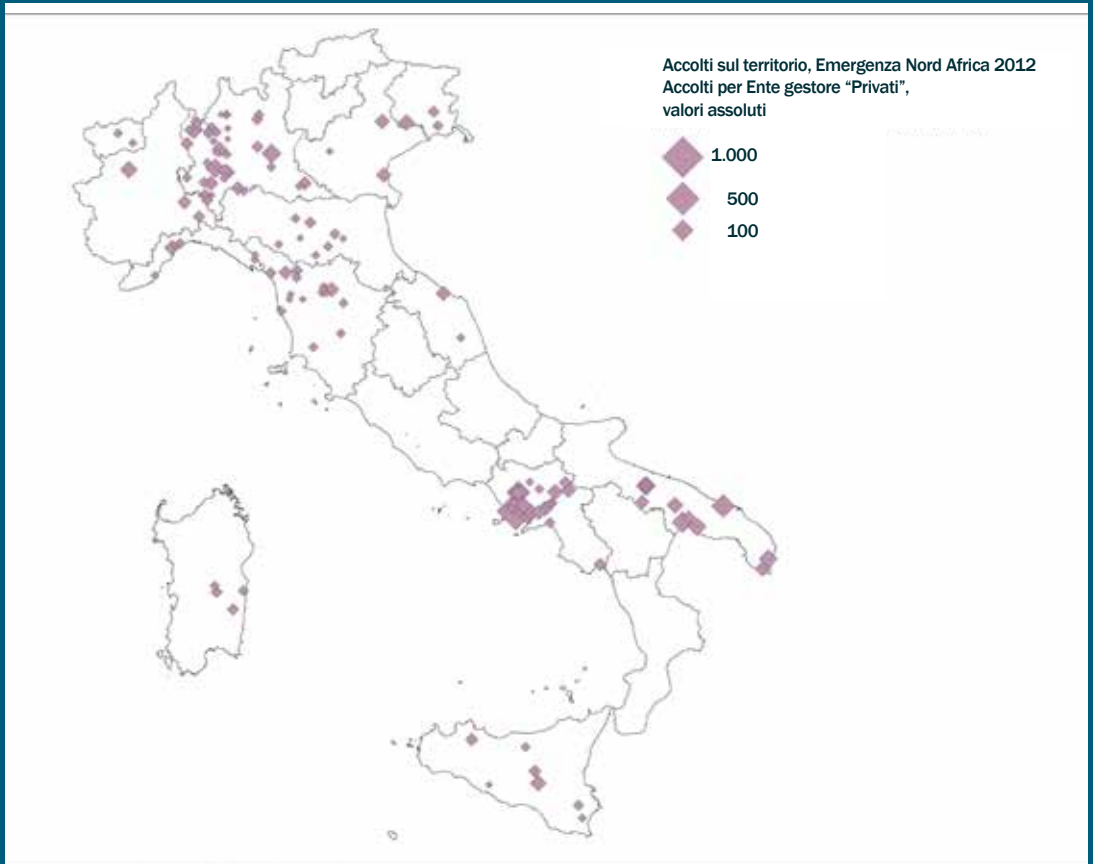 Accolti sul territorio, Emergenza Nord Africa 2012
Accolti per Ente gestore “Privati”,
valori assoluti
1.000
500
100